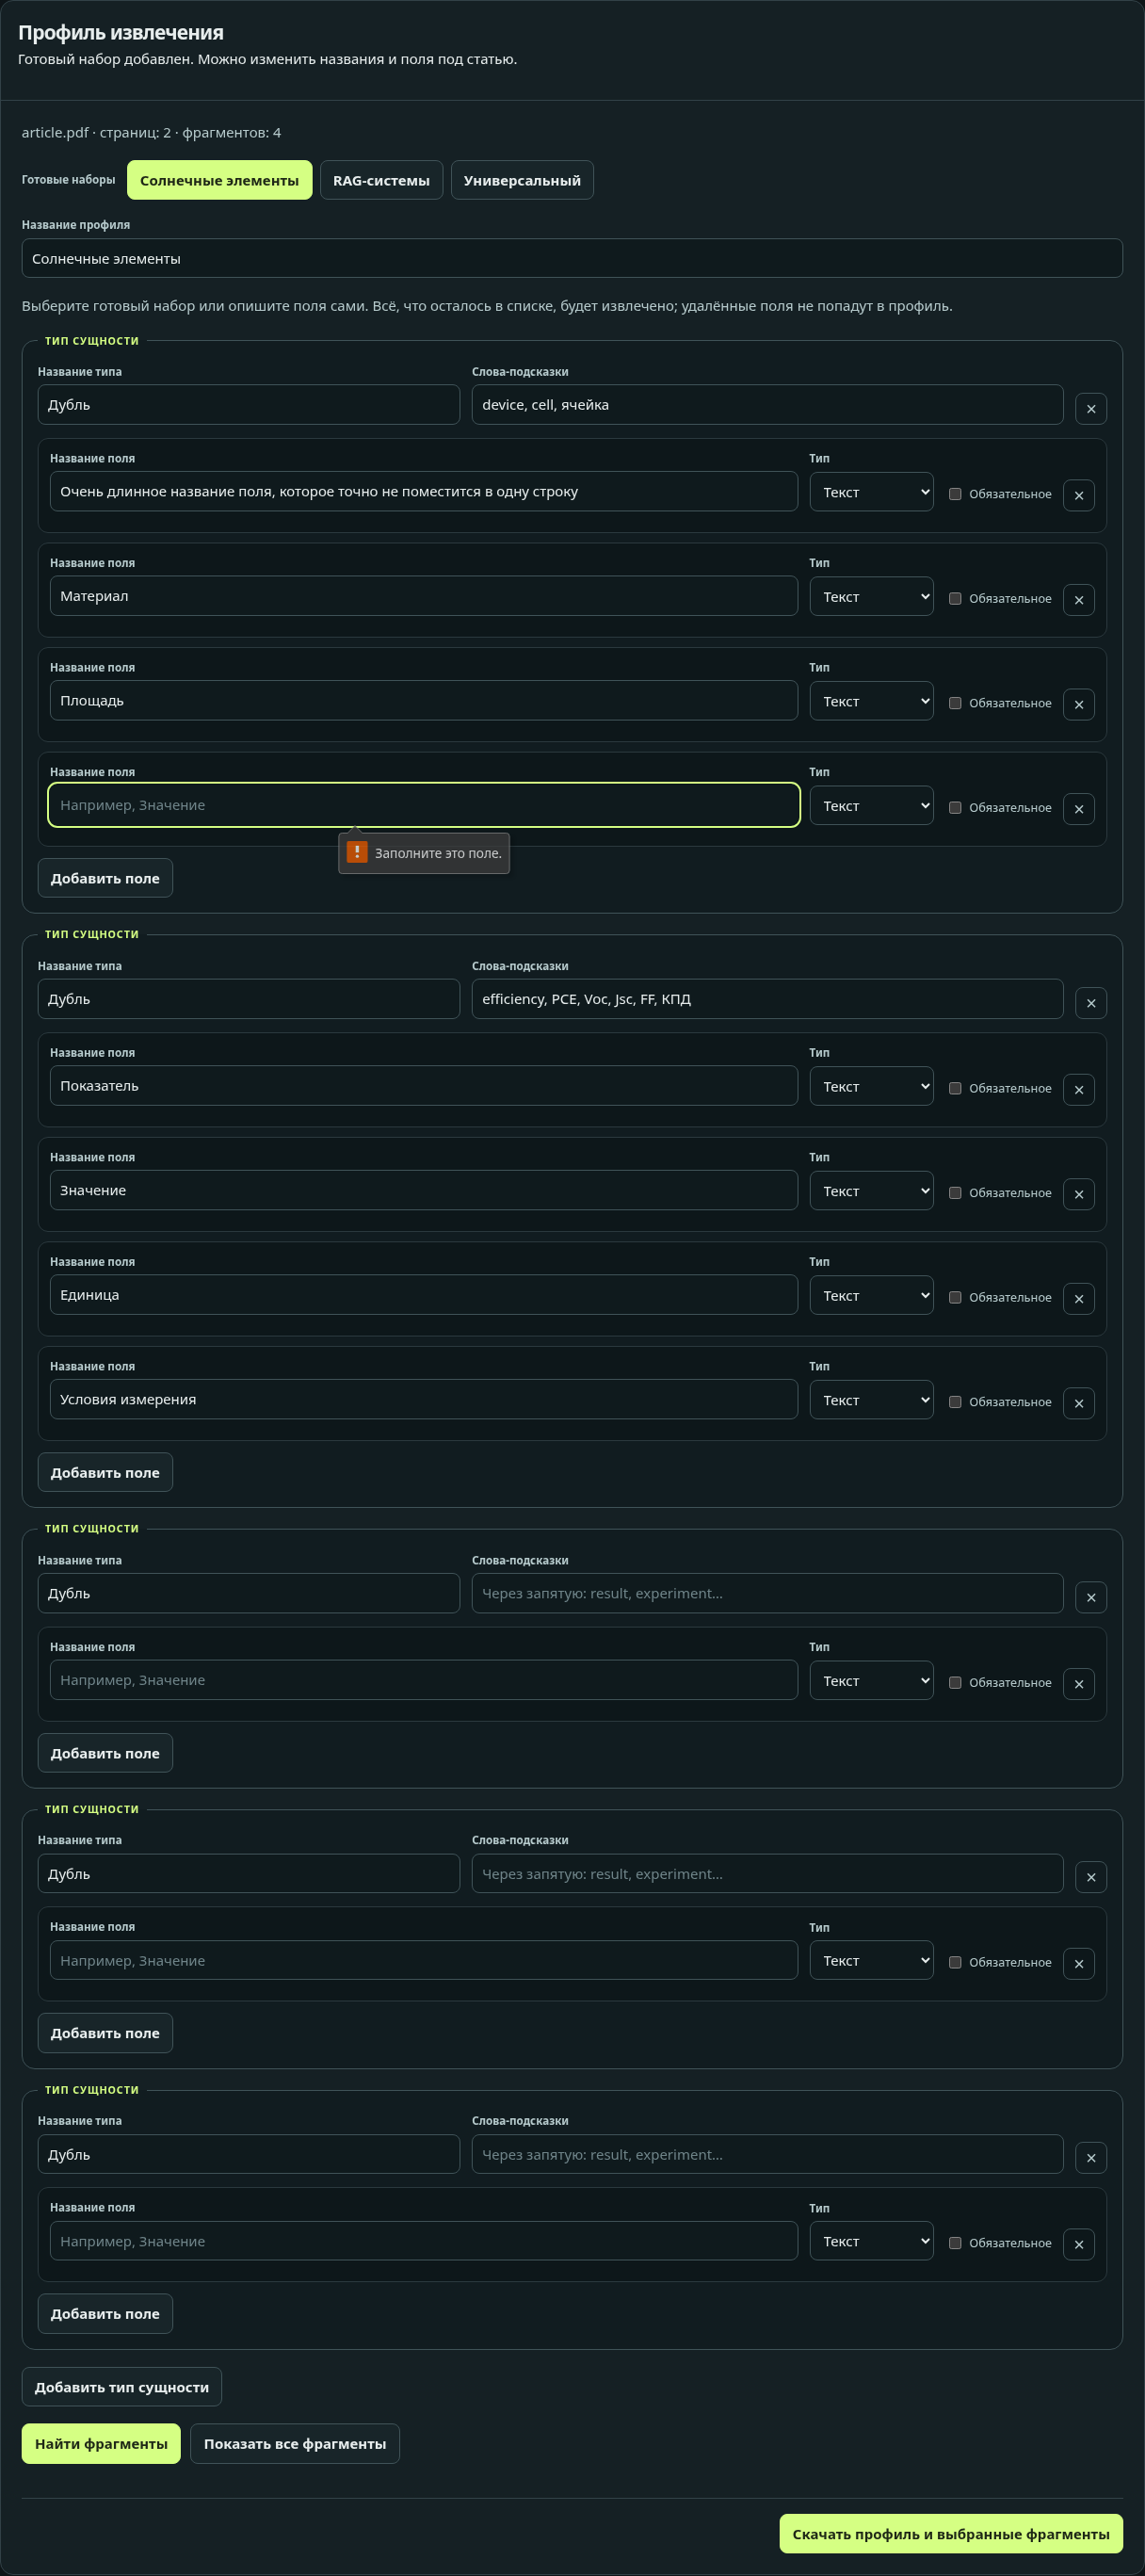 Профиль извлечения
Готовый набор добавлен. Можно изменить названия и поля под статью.
article.pdf · страниц: 2 · фрагментов: 4
Готовые наборы Солнечные элементы RAG-системы Универсальный
Название профиля
Солнечные элементы
Выберите готовый набор или опишите поля сами. Всё, что осталось в списке, будет извлечено; удалённые поля не попадут в профиль.
ТИП СУЩНОСТИ
Название типа Слова-подсказки
Дубль device, cell, ячейка ×
Название поля Тип
Очень длинное название поля, которое точно не поместится в одну строку Текст Обязательное ×
Название поля Тип
Материал Текст Обязательное ×
Название поля Тип
Площадь Текст Обязательное ×
Название поля Тип
Например, Значение Текст Обязательное ×
! Заполните это поле.
Добавить поле
ТИП СУЩНОСТИ
Название типа Слова-подсказки
Дубль efficiency, PCE, Voc, Jsc, FF, КПД ×
Название поля Тип
Показатель Текст Обязательное ×
Название поля Тип
Значение Текст Обязательное ×
Название поля Тип
Единица Текст Обязательное ×
Название поля Тип
Условия измерения Текст Обязательное ×
Добавить поле
ТИП СУЩНОСТИ
Название типа Слова-подсказки
Дубль Через запятую: result, experiment... ×
Название поля Тип
Например, Значение Текст Обязательное ×
Добавить поле
ТИП СУЩНОСТИ
Название типа Слова-подсказки
Дубль Через запятую: result, experiment... ×
Название поля Тип
Например, Значение Текст Обязательное ×
Добавить поле
ТИП СУЩНОСТИ
Название типа Слова-подсказки
Дубль Через запятую: result, experiment... ×
Название поля Тип
Например, Значение Текст Обязательное ×
Добавить поле
Добавить тип сущности
Найти фрагменты Показать все фрагменты
Скачать профиль и выбранные фрагменты